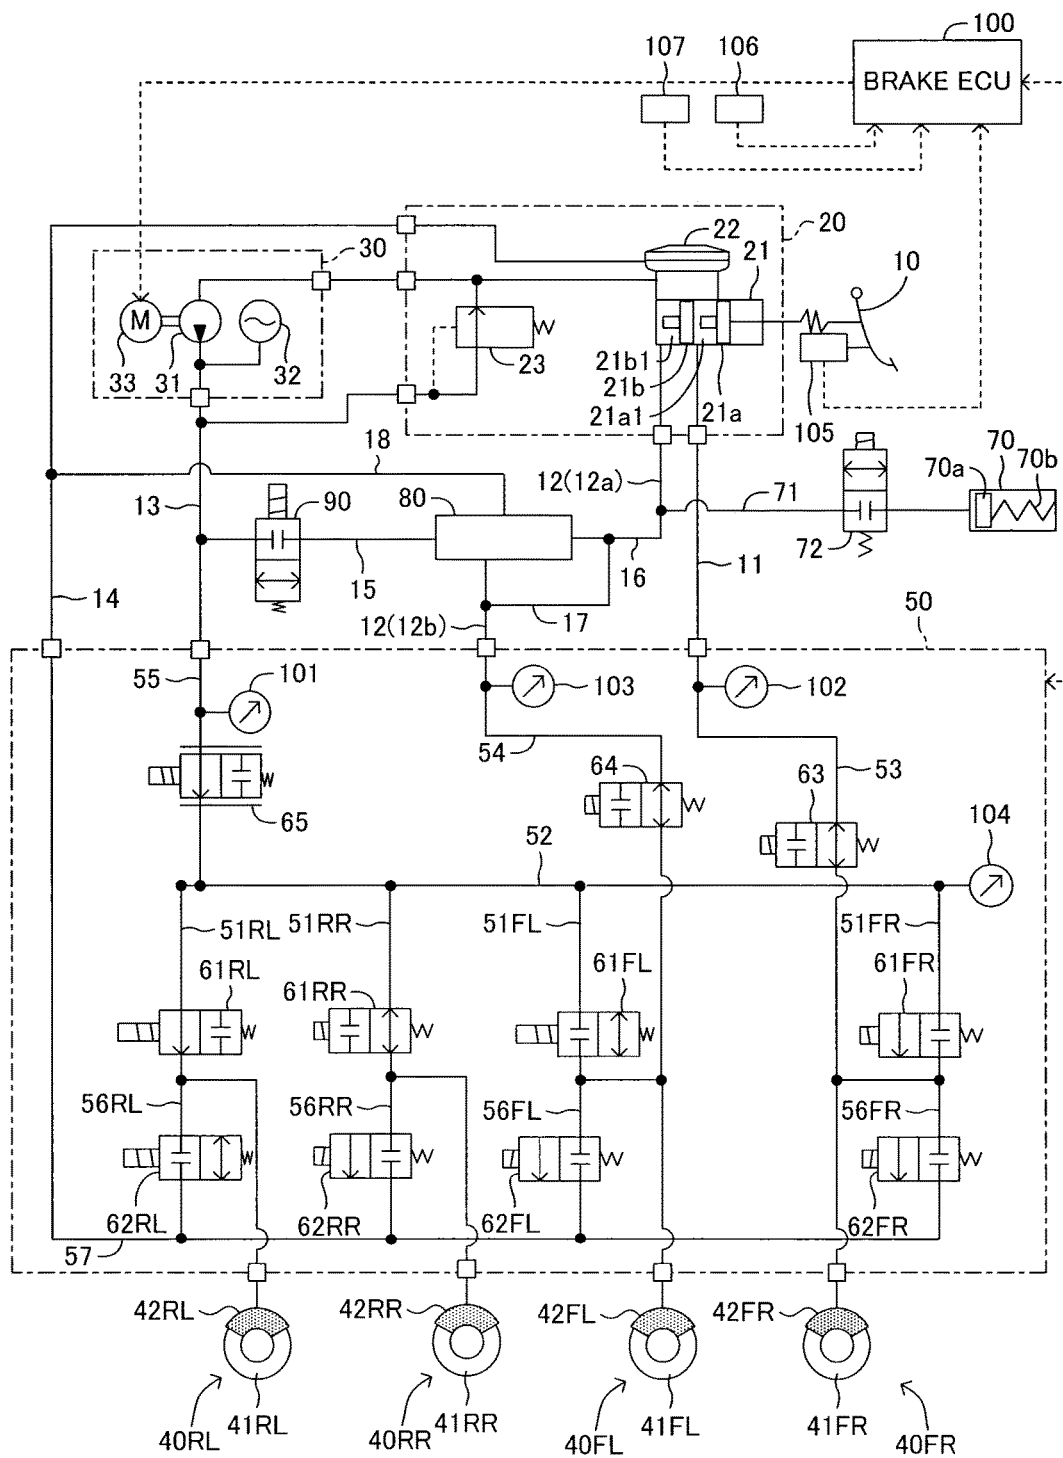 107 106 100
BRAKE ECU
22 20
30 21 10
M
33 31 32 23
21b1
21b
21a1 21a
105
18 70
12(12a) 70a 70b
13 90 80 71
72
15 16 11
14
12(12b) 17 50
55 101 103 102
54
64 53
63
65 104
52
51RL 51RR 51FL 51FR
61RL 61RR 61FL 61FR
56RL 56RR 56FL 56FR
62RL 62RR 62FL 62FR
57
42RL 42RR 42FL 42FR
41RL 41RR 41FL 41FR
40RL 40RR 40FL 40FR